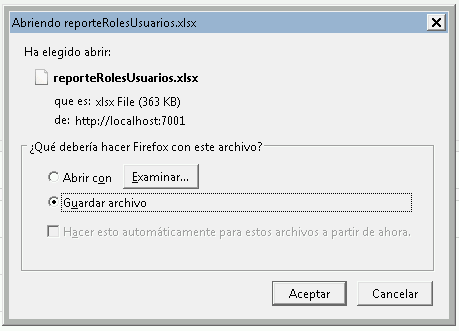 Abriendo reporteRolesUsuarios.xlsx
Ha elegido abrir:
reporteRolesUsuarios.xlsx
que es: xlsx File (363 KB)
de: http://localhost:7001
¿Qué debería hacer Firefox con este archivo?
Abrir con Examinar...
Guardar archivo
Hacer esto automáticamente para estos archivos a partir de ahora.
Aceptar Cancelar